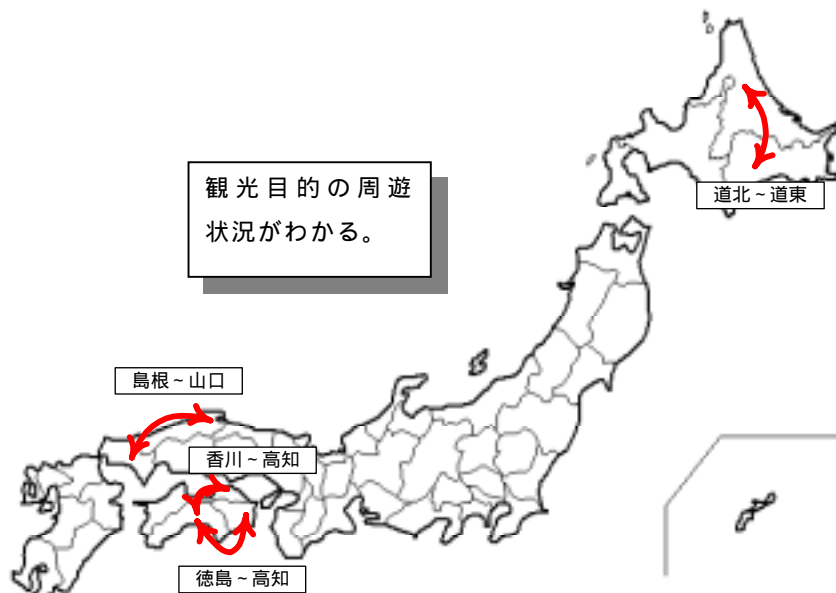 観光目的の周遊
状況がわかる。
道北~道東
島根~山口
香川~高知
徳島~高知